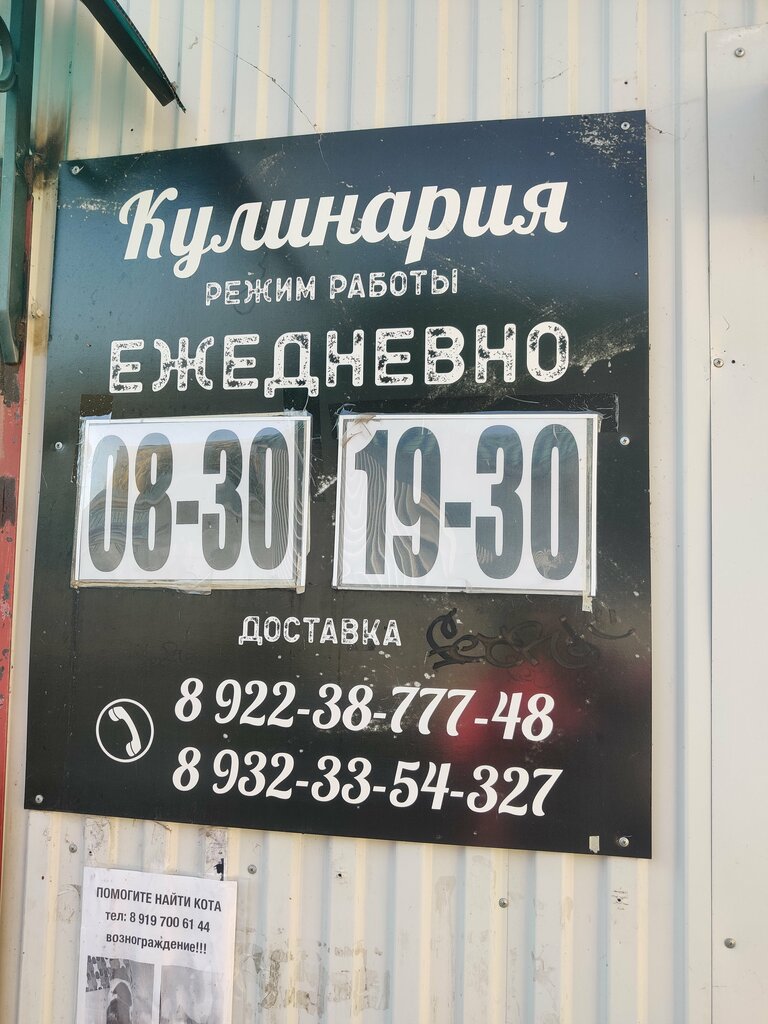 Кулинария
РЕЖИМ РАБОТЫ
ЕЖЕДНЕВНО
08-30 19-30
ДОСТАВКА
8 922-38-777-48
8 932-33-54-327
ПОМОГИТЕ НАЙТИ КОТА
тел: 8 919 700 61 44
вознограждение!!!